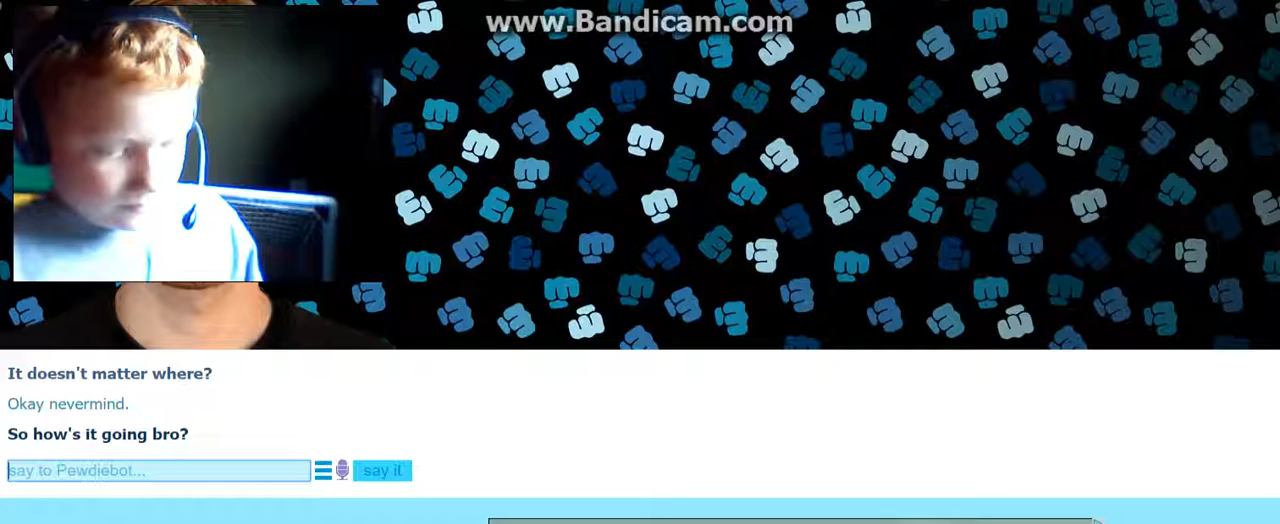 www.Bandicam.com
It doesn't matter where?
Okay nevermind.
So how's it going bro?
say to Pewdiebot...
say it